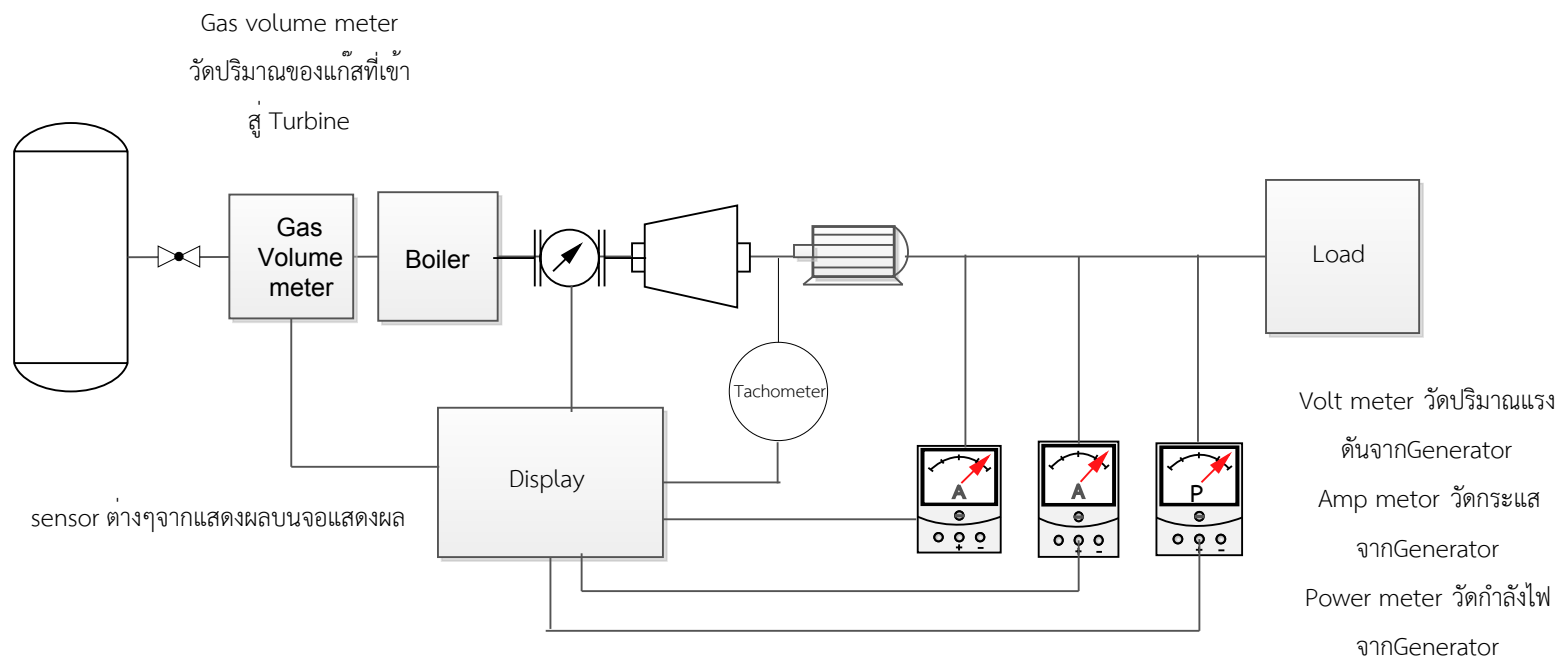 Gas volume meter
วัดปริมาณของแก๊สที่เข้า
สู่ Turbine
Gas
Volume
meter
Boiler
Load
Tachometer
Display
A
A
P
+ -
+ -
+ -
sensor ต่างๆจากแสดงผลบนจอแสดงผล
Volt meter วัดปริมาณแรง
ดันจากGenerator
Amp metor วัดกระแส
จากGenerator
Power meter วัดกำลังไฟ
จากGenerator